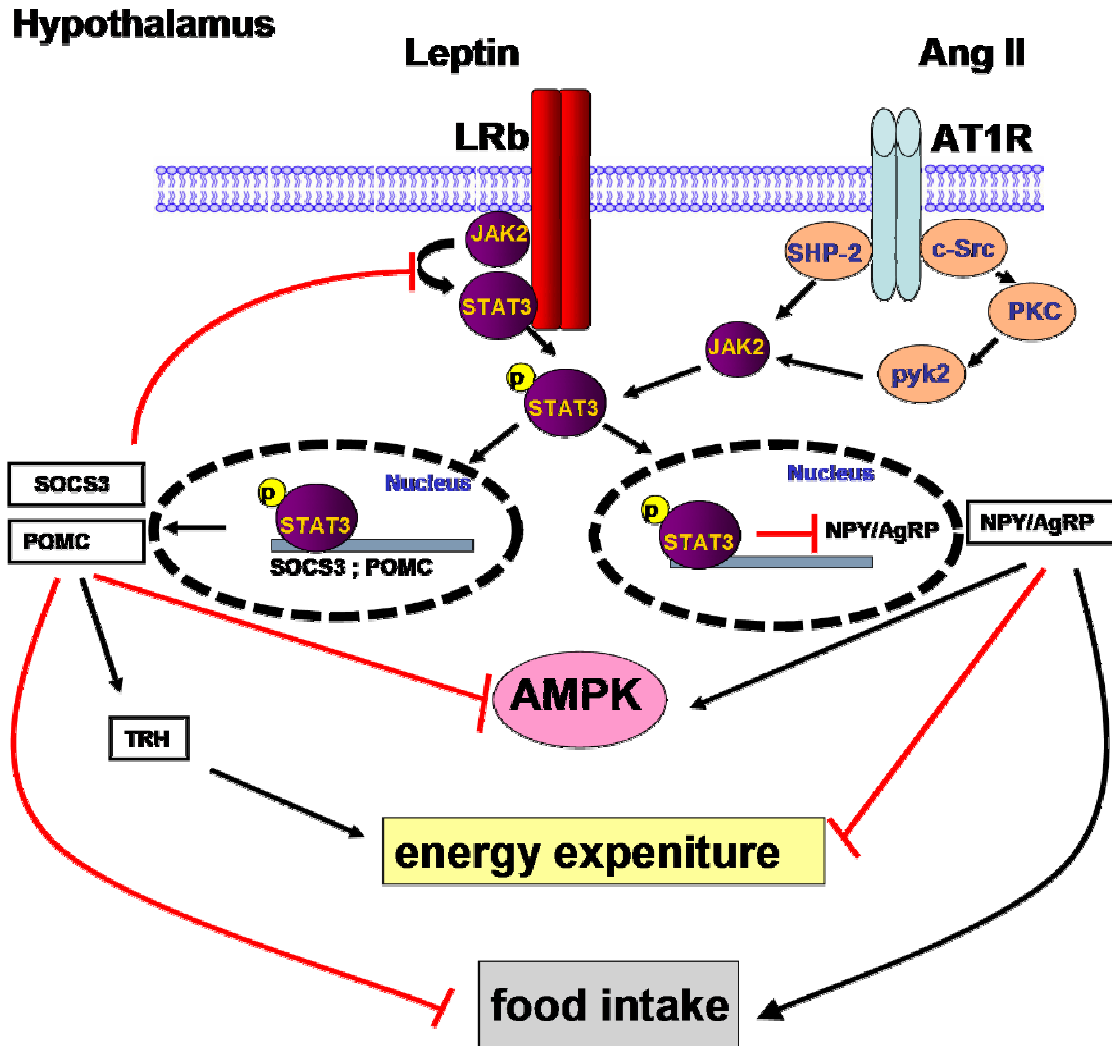 Hypothalamus
Leptin
Ang II
LRb
AT1R
JAK2
SHP-2
c-Src
STAT3
PKC
JAK2
pyk2
p
STAT3
SOCS3
POMC
Nucleus
p
STAT3
SOCS3 ; POMC
Nucleus
p
STAT3
NPY/AgRP
NPY/AgRP
AMPK
TRH
energy expeniture
food intake